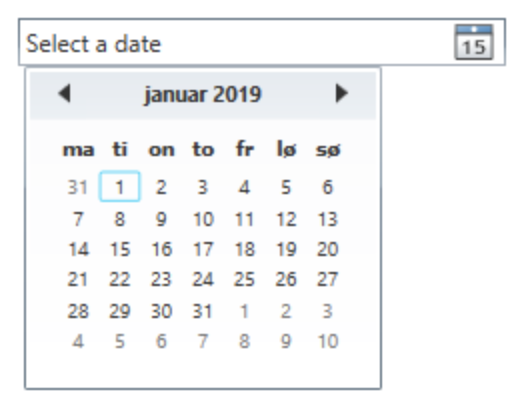 Select a date 15
januar 2019
ma ti on to fr lø sø
31 1 2 3 4 5 6
7 8 9 10 11 12 13
14 15 16 17 18 19 20
21 22 23 24 25 26 27
28 29 30 31 1 2 3
4 5 6 7 8 9 10